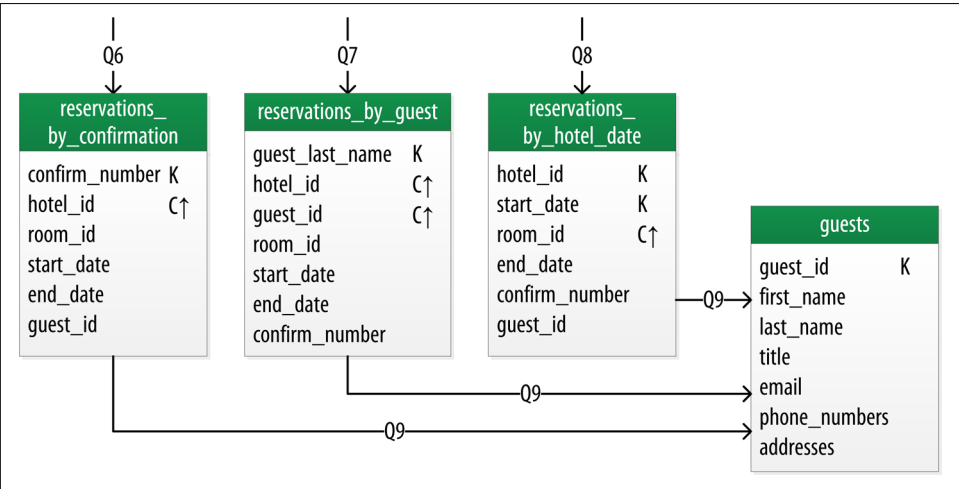 Q6
Q7
Q8
reservations_
by_confirmation
confirm_number K
hotel_id C↑
room_id
start_date
end_date
guest_id
reservations_by_guest
guest_last_name K
hotel_id C↑
guest_id C↑
room_id
start_date
end_date
confirm_number
reservations_
by_hotel_date
hotel_id K
start_date K
room_id C↑
end_date
confirm_number
guest_id
Q9
Q9
Q9
guests
guest_id K
first_name
last_name
title
email
phone_numbers
addresses